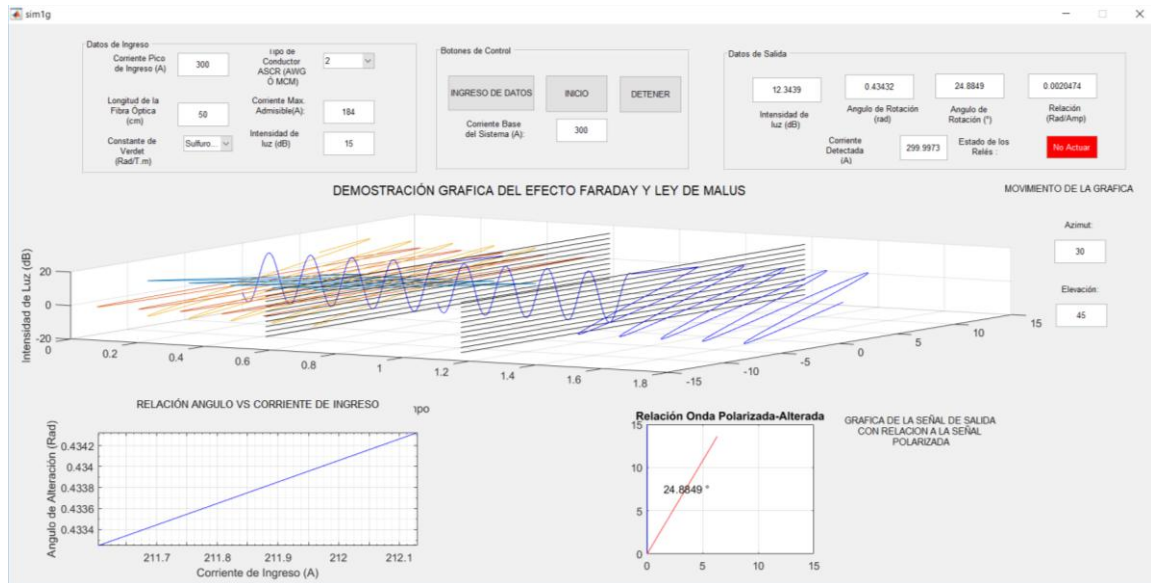 sim1g
Datos de Ingreso
Corriente Pico
de Ingreso (A)
300
Tipo de
Conductor
ASCR (AWG
Ó MCM)
2
Longitud de la
Fibra Óptica
(cm)
50
Corriente Max.
Admisible(A):
184
Constante de
Verdet
(Rad/T.m)
Sulfuro...
Intensidad de
luz (dB)
15
Botones de Control
INGRESO DE DATOS
INICIO
DETENER
Corriente Base
del Sistema (A):
300
Datos de Salida
12.3439
0.43432
24.8849
0.0020474
Intensidad de
luz (dB)
Angulo de Rotación
(rad)
Angulo de
Rotación (°)
Relación
(Rad/Amp)
Corriente
Detectada
(A)
299.9973
Estado de los
Relés :
No Actuar
DEMOSTRACIÓN GRAFICA DEL EFECTO FARADAY Y LEY DE MALUS
MOVIMIENTO DE LA GRAFICA
Azimut:
30
Elevación:
45
Intensidad de Luz (dB)
20
0
-20
0
0.2
0.4
0.6
0.8
1
1.2
1.4
1.6
1.8
-15
-10
-5
0
5
10
15
RELACIÓN ANGULO VS CORRIENTE DE INGRESO
mpo
Angulo de Alteración (Rad)
0.4342
0.434
0.4338
0.4336
0.4334
211.7
211.8
211.9
212
212.1
Corriente de Ingreso (A)
Relación Onda Polarizada-Alterada
15
10
5
0
24.8849 °
0
5
10
15
GRAFICA DE LA SEÑAL DE SALIDA
CON RELACION A LA SEÑAL
POLARIZADA